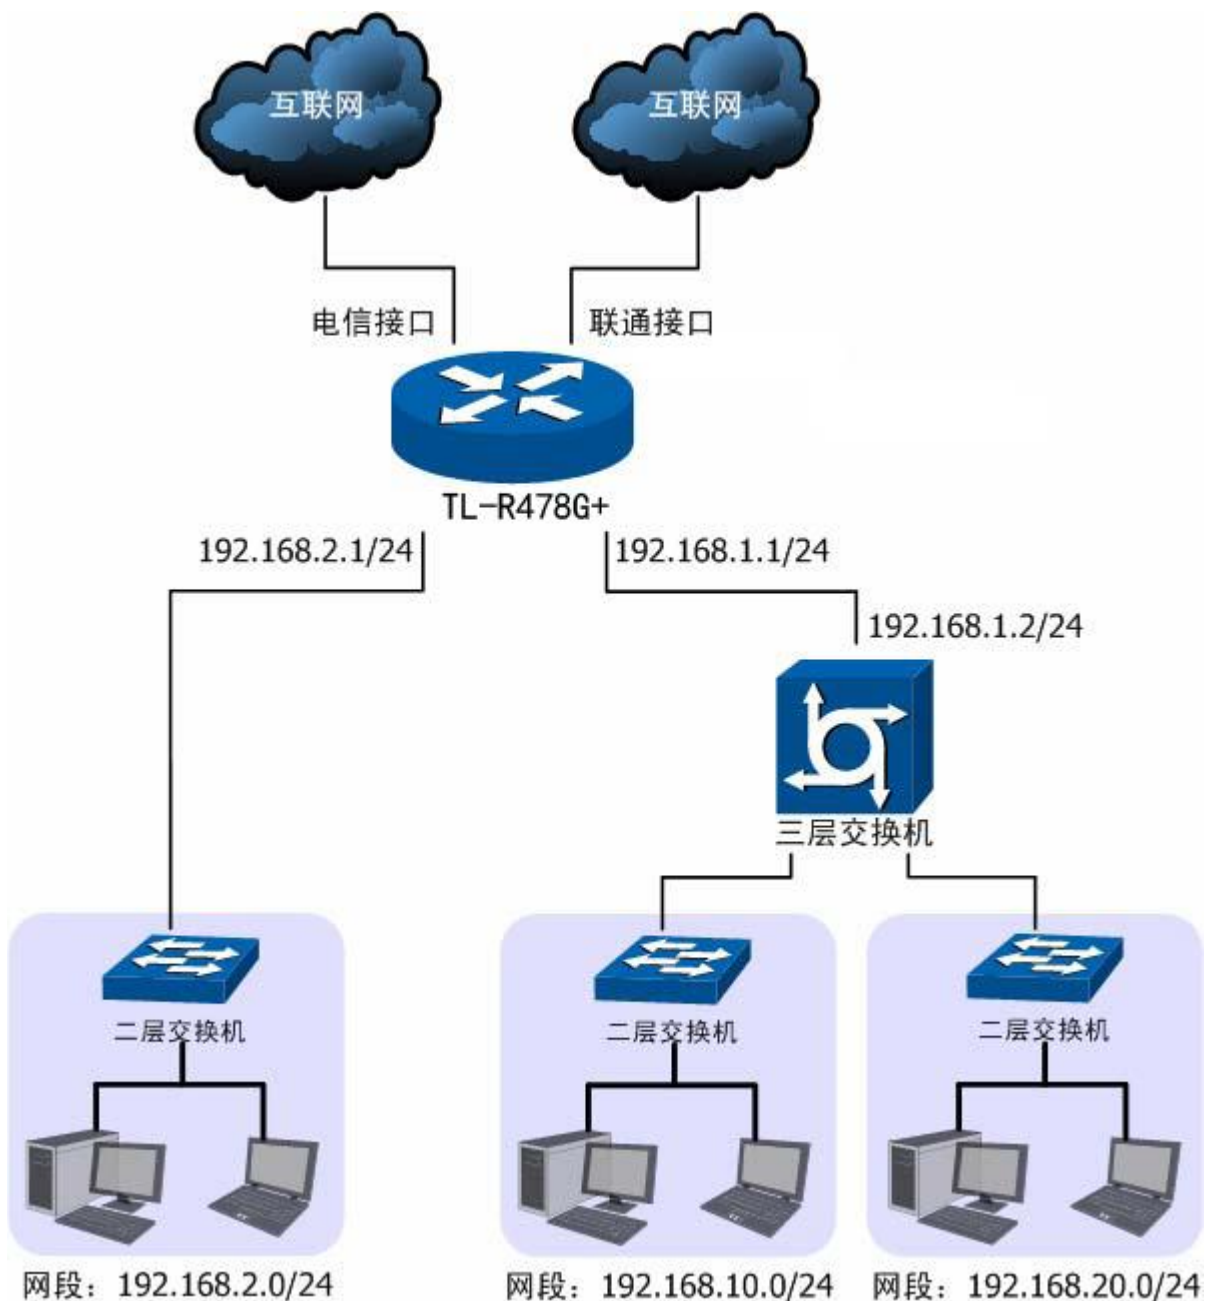 互联网
互联网
电信接口
联通接口
TL-R478G+
192.168.2.1/24
192.168.1.1/24
192.168.1.2/24
三层交换机
二层交换机
二层交换机
二层交换机
网段：192.168.2.0/24
网段：192.168.10.0/24
网段：192.168.20.0/24